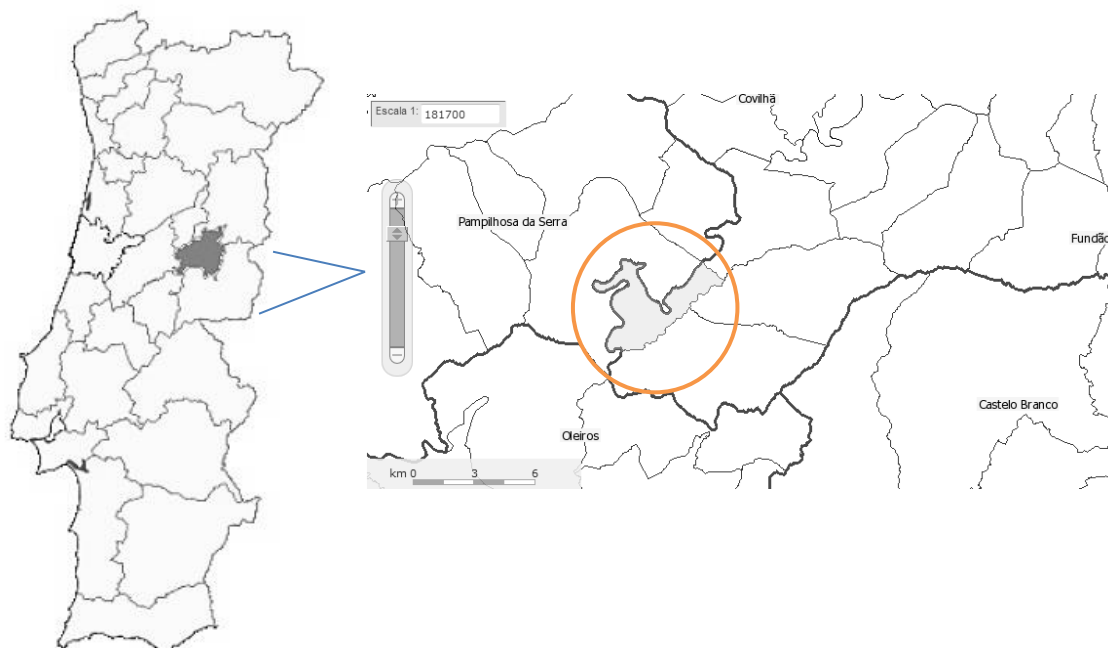 Covilhã
Escala 1: 181700
Pampilhosa da Serra
Fundão
Castelo Branco
Oleiros
km 0 3 6